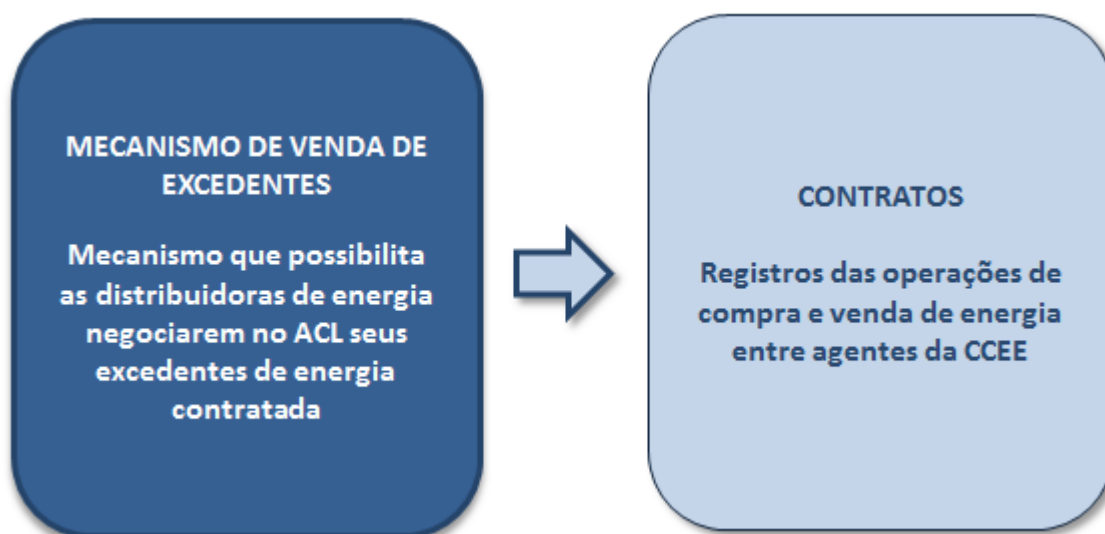 MECANISMO DE VENDA DE
EXCEDENTES
Mecanismo que possibilita
as distribuidoras de energia
negociarem no ACL seus
excedentes de energia
contratada
CONTRATOS
Registros das operações de
compra e venda de energia
entre agentes da CCEE